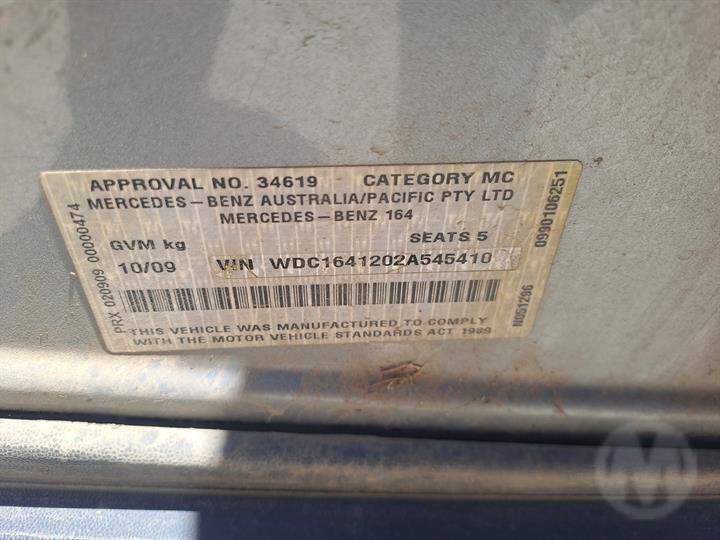 APPROVAL NO. 34619 CATEGORY MC
MERCEDES-BENZ AUSTRALIA/PACIFIC PTY LTD
MERCEDES-BENZ 164
GVM kg SEATS 5
10/09 VIN WDC1641202A545410
THIS VEHICLE WAS MANUFACTURED TO COMPLY
WITH THE MOTOR VEHICLE STANDARDS ACT 1989
PRX 020909 00000474
0990106251
N051296
M